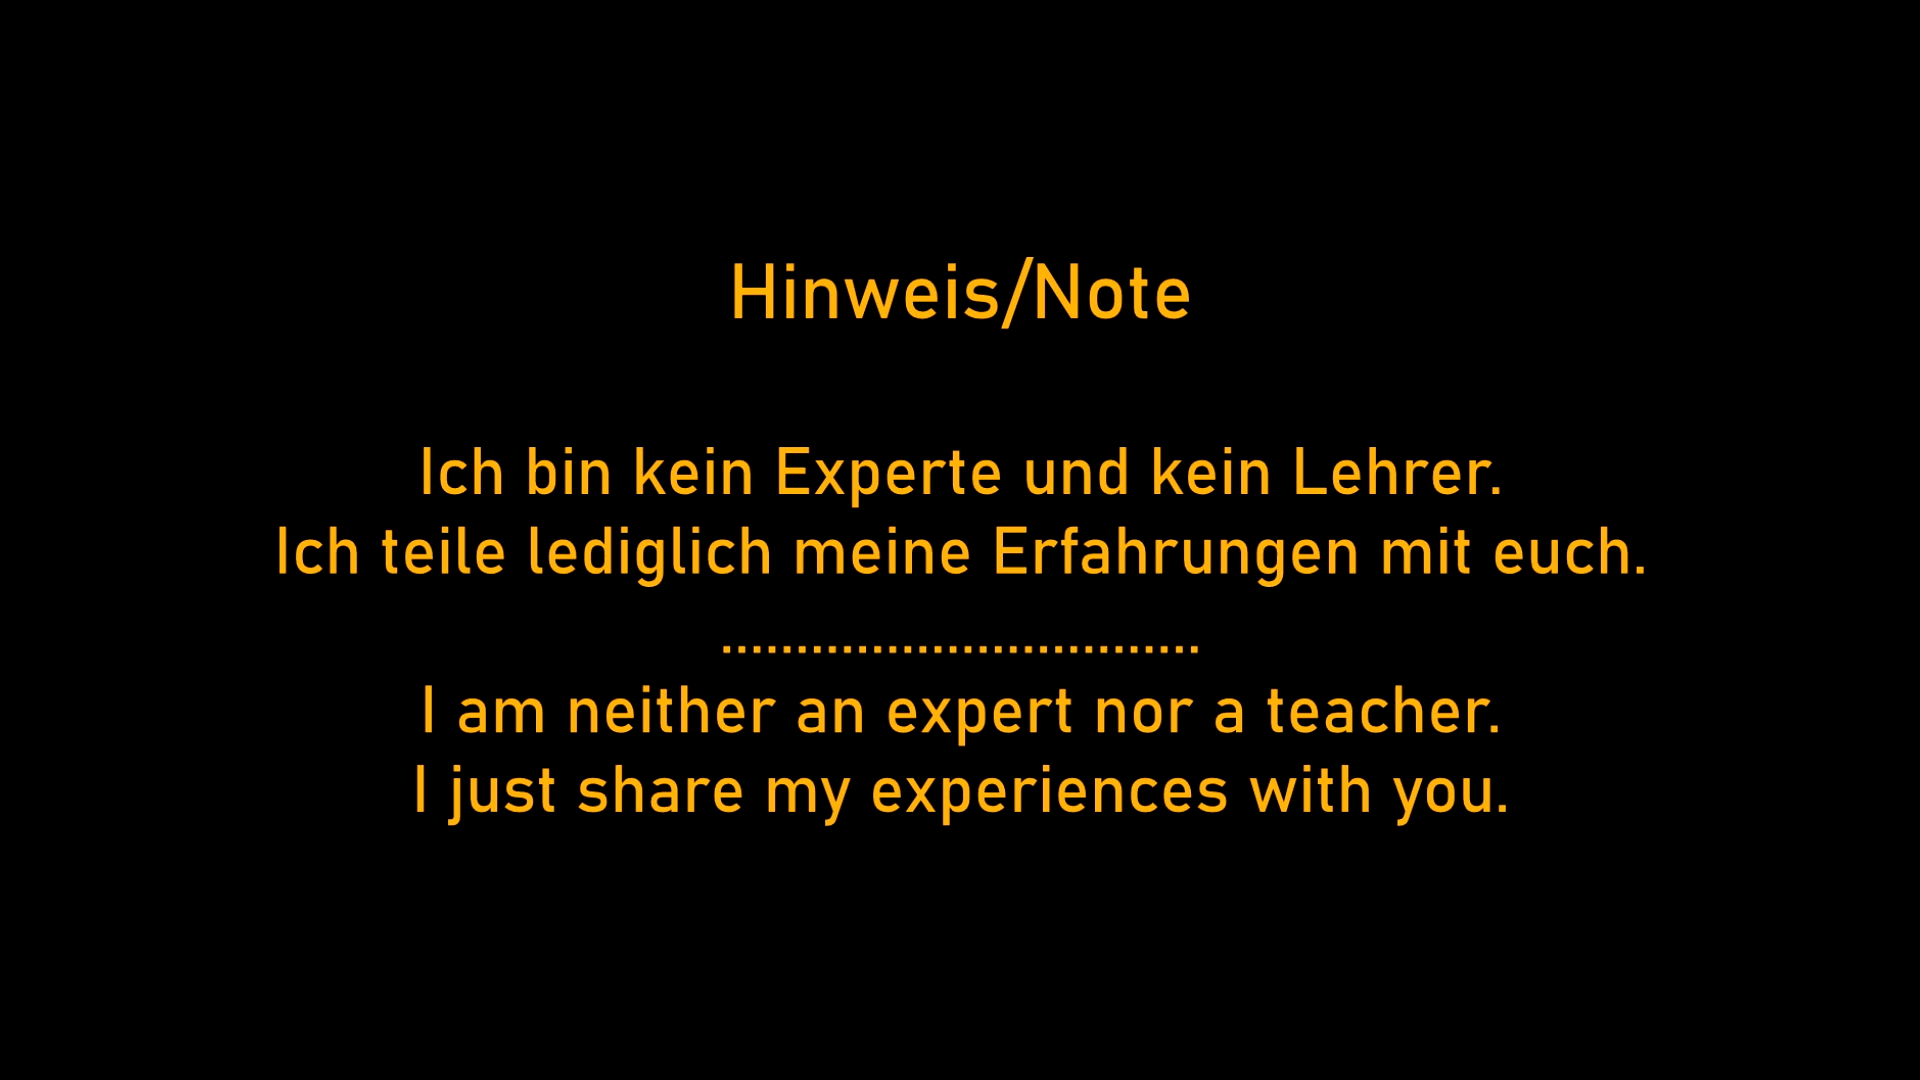 Hinweis/Note
Ich bin kein Experte und kein Lehrer.
Ich teile lediglich meine Erfahrungen mit euch.
................................
I am neither an expert nor a teacher.
I just share my experiences with you.